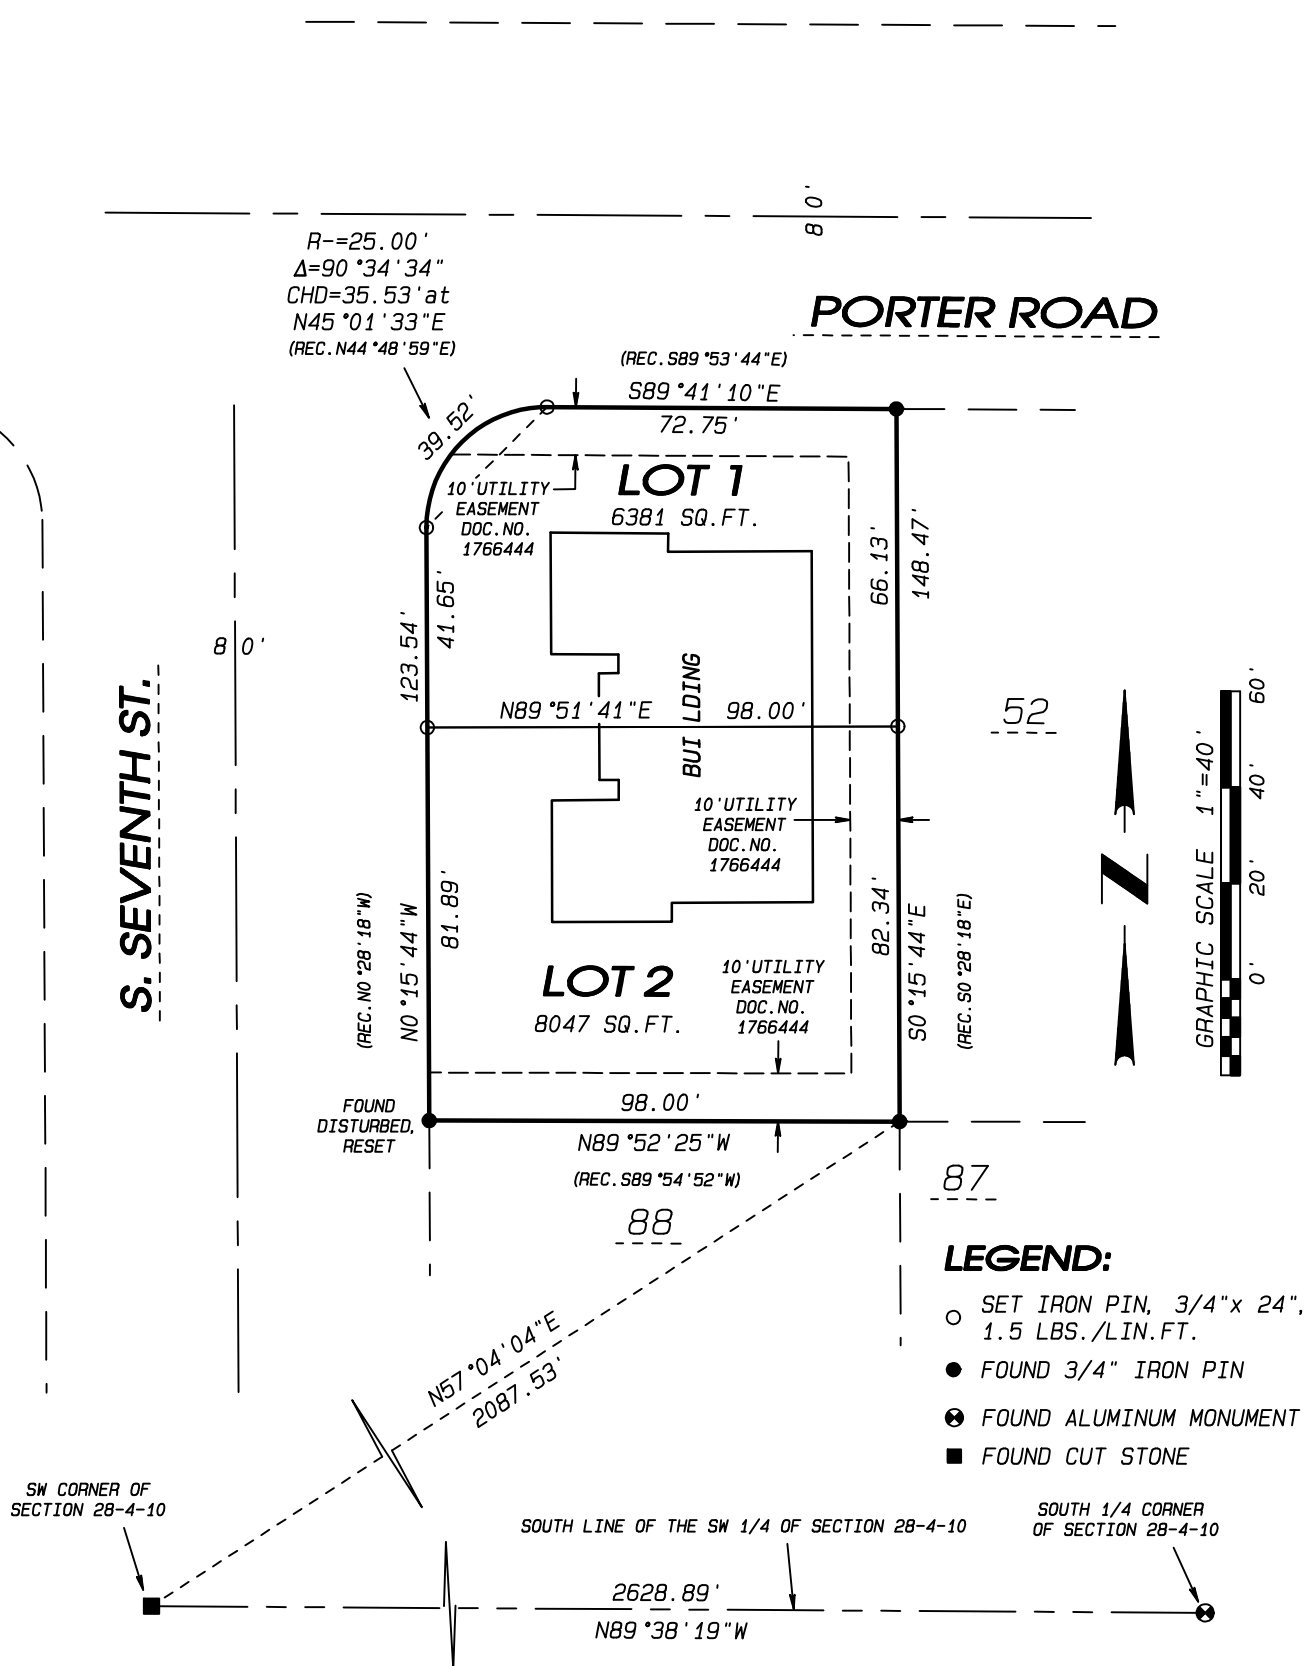 80'
R-=25.00'
Δ=90°34'34"
CHD=35.53'at
N45°01'33"E
(REC.N44°48'59"E)
PORTER ROAD
(REC.S89°53'44"E)
S89°41'10"E
72.75'
39.52'
LOT 1
6381 SQ.FT.
10'UTILITY
EASEMENT
DOC.NO.
1766444
66.13'
148.47'
41.65'
123.54'
80'
S. SEVENTH ST.
N89°51'41"E
98.00'
BUILDING
52
10'UTILITY
EASEMENT
DOC.NO.
1766444
81.89'
N0°15'44"W
(REC.N0°28'18"W)
82.34'
S0°15'44"E
(REC.S0°28'18"E)
GRAPHIC SCALE 1"=40'
0'
20'
40'
60'
N
LOT 2
8047 SQ.FT.
10'UTILITY
EASEMENT
DOC.NO.
1766444
FOUND
DISTURBED,
RESET
98.00'
N89°52'25"W
(REC.S89°54'52"W)
88
87
LEGEND:
SET IRON PIN, 3/4"x 24",
1.5 LBS./LIN.FT.
FOUND 3/4" IRON PIN
FOUND ALUMINUM MONUMENT
FOUND CUT STONE
N57°04'04"E
2087.53'
SW CORNER OF
SECTION 28-4-10
SOUTH LINE OF THE SW 1/4 OF SECTION 28-4-10
SOUTH 1/4 CORNER
OF SECTION 28-4-10
2628.89'
N89°38'19"W